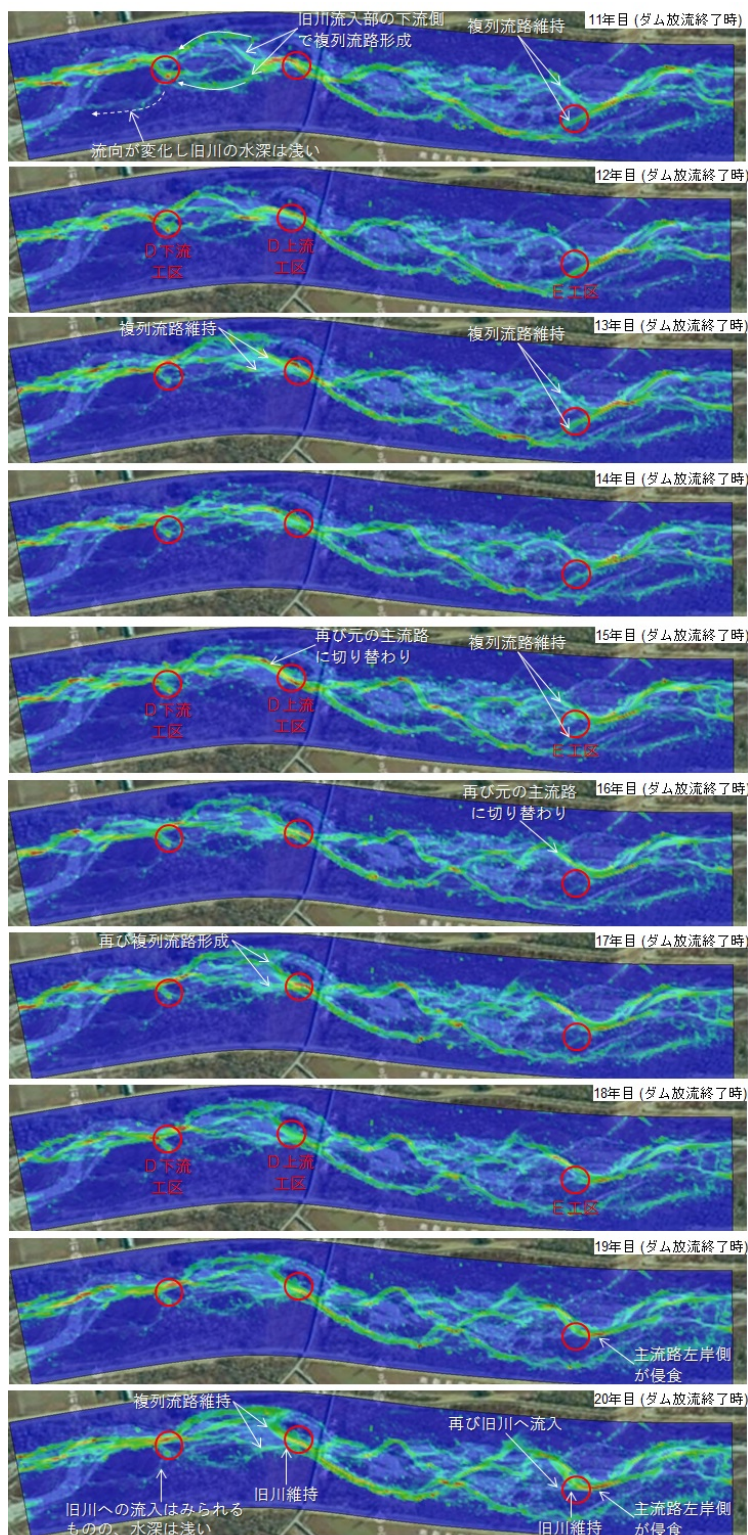 11年目 (ダム放流終了時)
旧川流入部の下流側
で複列流路形成
複列流路維持
流向が変化し旧川の水深は浅い
12年目 (ダム放流終了時)
D下流
工区
D上流
工区
E工区
13年目 (ダム放流終了時)
複列流路維持
複列流路維持
14年目 (ダム放流終了時)
15年目 (ダム放流終了時)
再び元の主流路
に切り替わり
複列流路維持
D下流
工区
D上流
工区
E工区
16年目 (ダム放流終了時)
再び元の主流路
に切り替わり
17年目 (ダム放流終了時)
再び複列流路形成
18年目 (ダム放流終了時)
D下流
工区
D上流
工区
E工区
19年目 (ダム放流終了時)
主流路左岸側
が侵食
20年目 (ダム放流終了時)
複列流路維持
再び旧川へ流入
旧川維持
旧川への流入はみられる
ものの、水深は浅い
旧川維持
主流路左岸側
が侵食